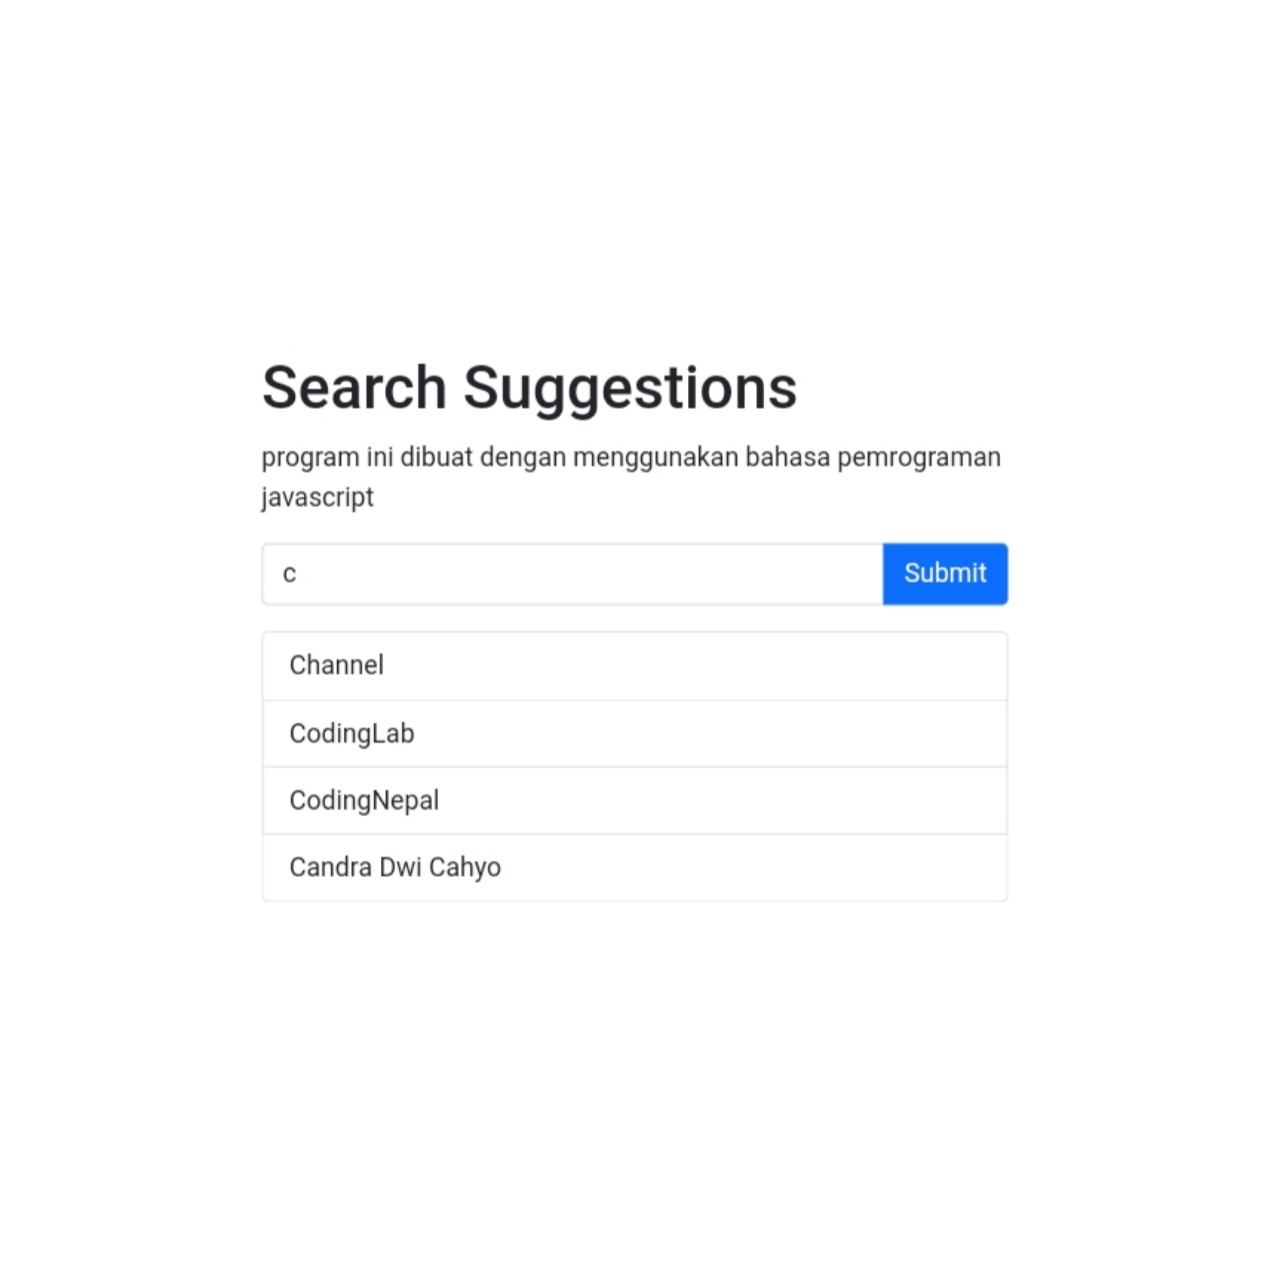 Search Suggestions
program ini dibuat dengan menggunakan bahasa pemrograman
javascript
c
Submit
Channel
CodingLab
CodingNepal
Candra Dwi Cahyo